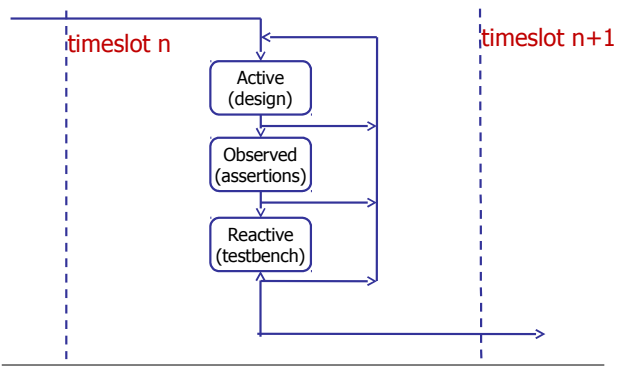 timeslot n
timeslot n+1
Active
(design)
Observed
(assertions)
Reactive
(testbench)